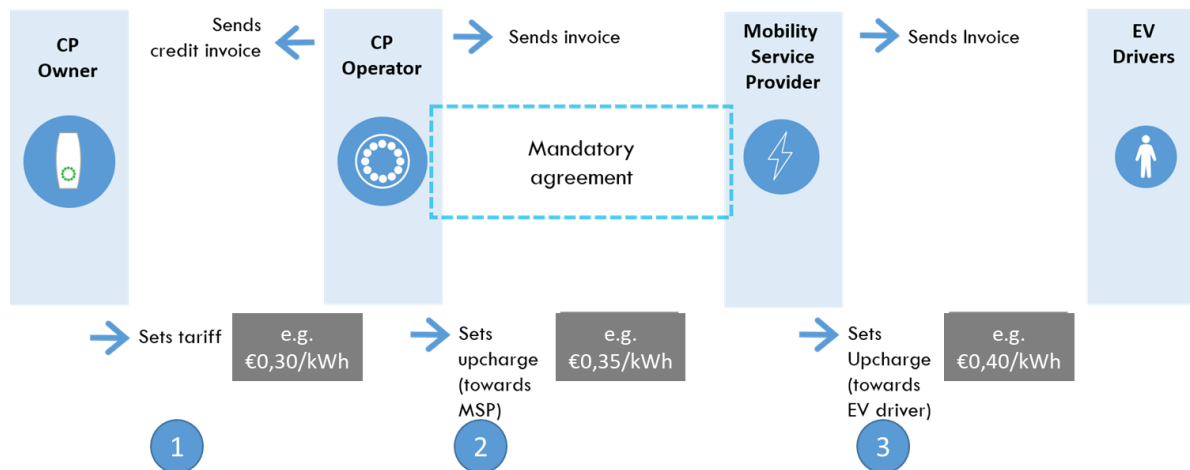 CP
Owner
Sends
credit invoice
CP
Operator
Sends invoice
Mobility
Service
Provider
Sends Invoice
EV
Drivers
Mandatory
agreement
Sets tariff
e.g.
€0,30/kWh
Sets
upcharge
(towards
MSP)
e.g.
€0,35/kWh
Sets
Upcharge
(towards
EV driver)
e.g.
€0,40/kWh
1
2
3